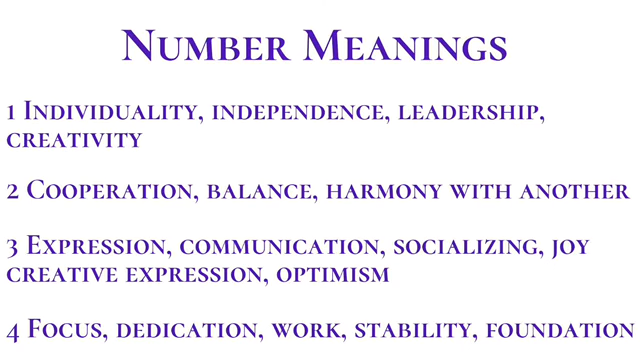 Number Meanings
1 Individuality, independence, leadership,
creativity
2 Cooperation, balance, harmony with another
3 Expression, communication, socializing, joy
creative expression, optimism
4 Focus, dedication, work, stability, foundation